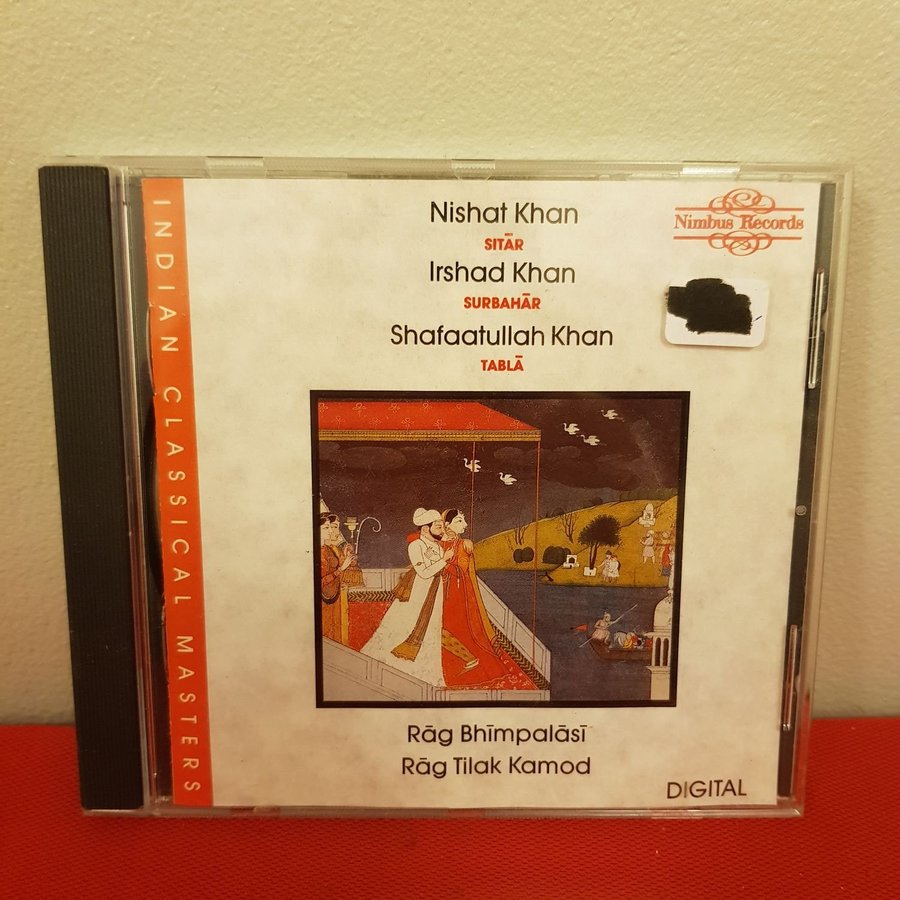 Nishat Khan
SITĀR
Irshad Khan
SURBAHĀR
Shafaatullah Khan
TABLĀ
Nimbus Records
INDIAN CLASSICAL MASTERS
Rāg Bhīmpalāsī
Rāg Tilak Kamod
DIGITAL